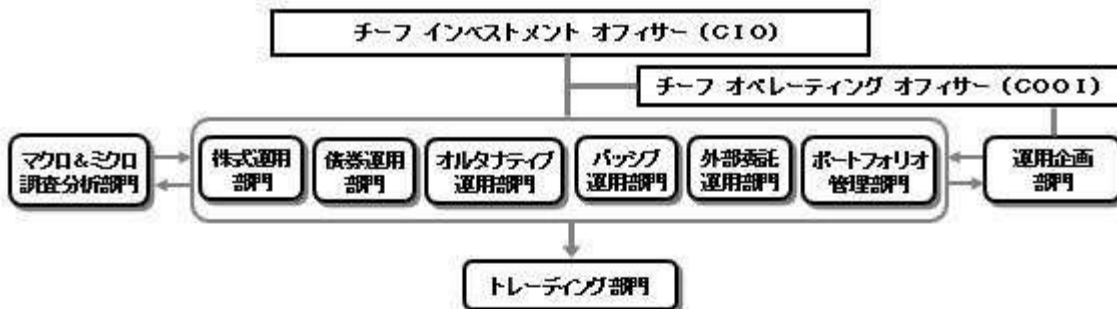 チーフ インベストメント オフィサー（CIO）
チーフ オペレーティング オフィサー（COOI）
マクロ＆ミクロ
調査分析部門
株式運用
部門
債券運用
部門
オルタナティブ
運用部門
パッシブ
運用部門
外部委託
運用部門
ポートフォリオ
管理部門
運用企画
部門
トレーディング部門